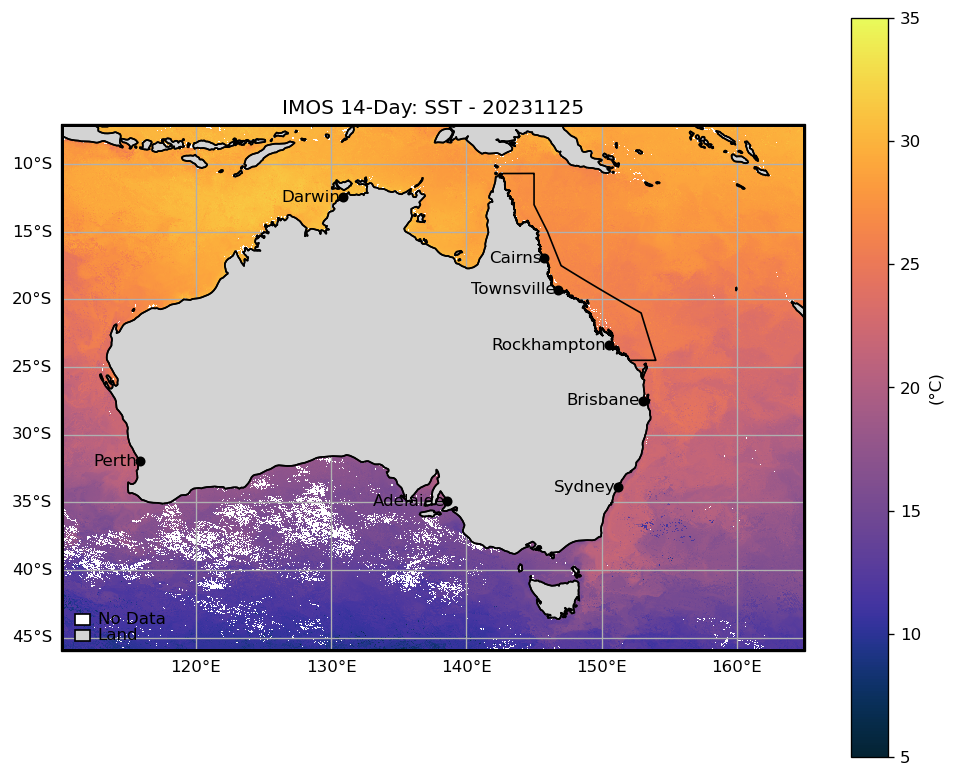 IMOS 14-Day: SST - 20231125
35
30
25
20
15
10
5
(°C)
10°S
15°S
20°S
25°S
30°S
35°S
40°S
45°S
Darwin
Cairns
Townsville
Rockhampton
Brisbane
Perth
Sydney
Adelaide
No Data
Land
120°E
130°E
140°E
150°E
160°E